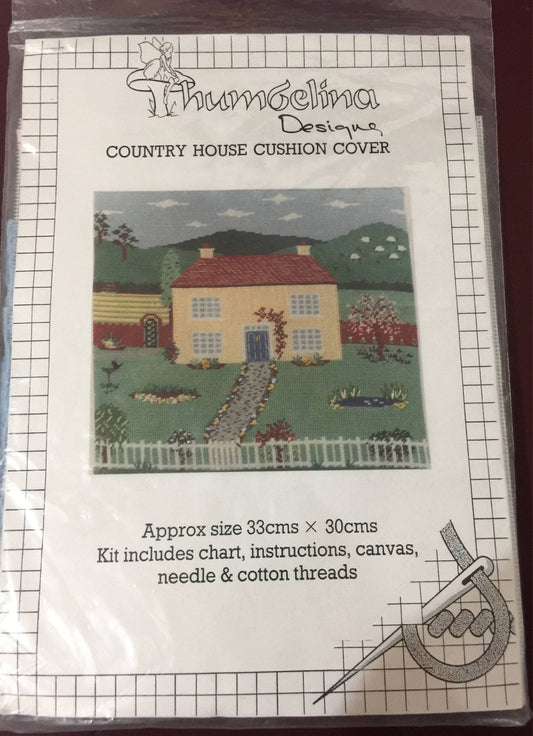 Thumbelina
Designs
COUNTRY HOUSE CUSHION COVER
Approx size 33cms × 30cms
Kit includes chart, instructions, canvas,
needle & cotton threads